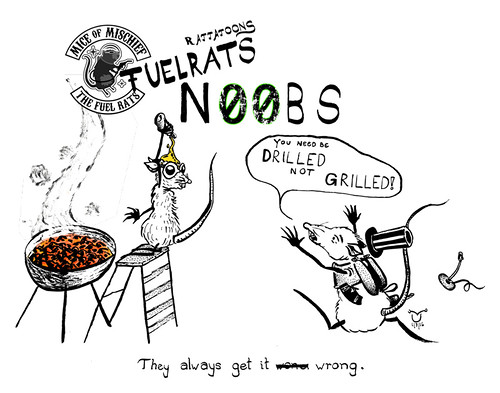 RATTATOONS
MICE OF MISCHIEF
THE FUEL RATS
FUELRATS
N00BS
YOU NEED BE
DRILLED
NOT
GRILLED!
They always get it wrong.